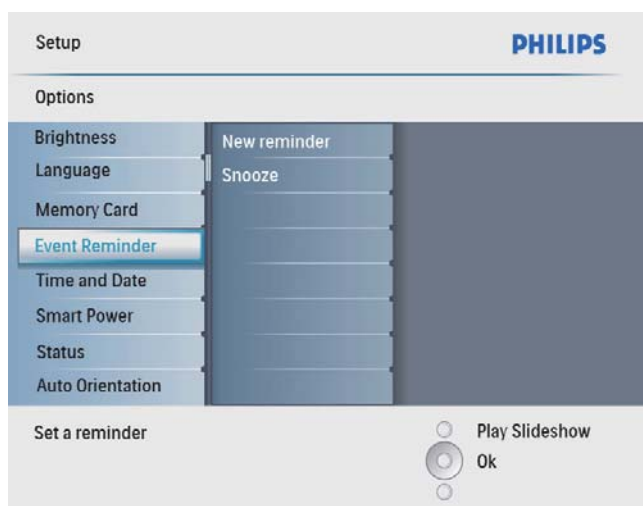 Setup
PHILIPS
Options
Brightness
Language
Memory Card
Event Reminder
Time and Date
Smart Power
Status
Auto Orientation
New reminder
Snooze
Set a reminder
Play Slideshow
Ok